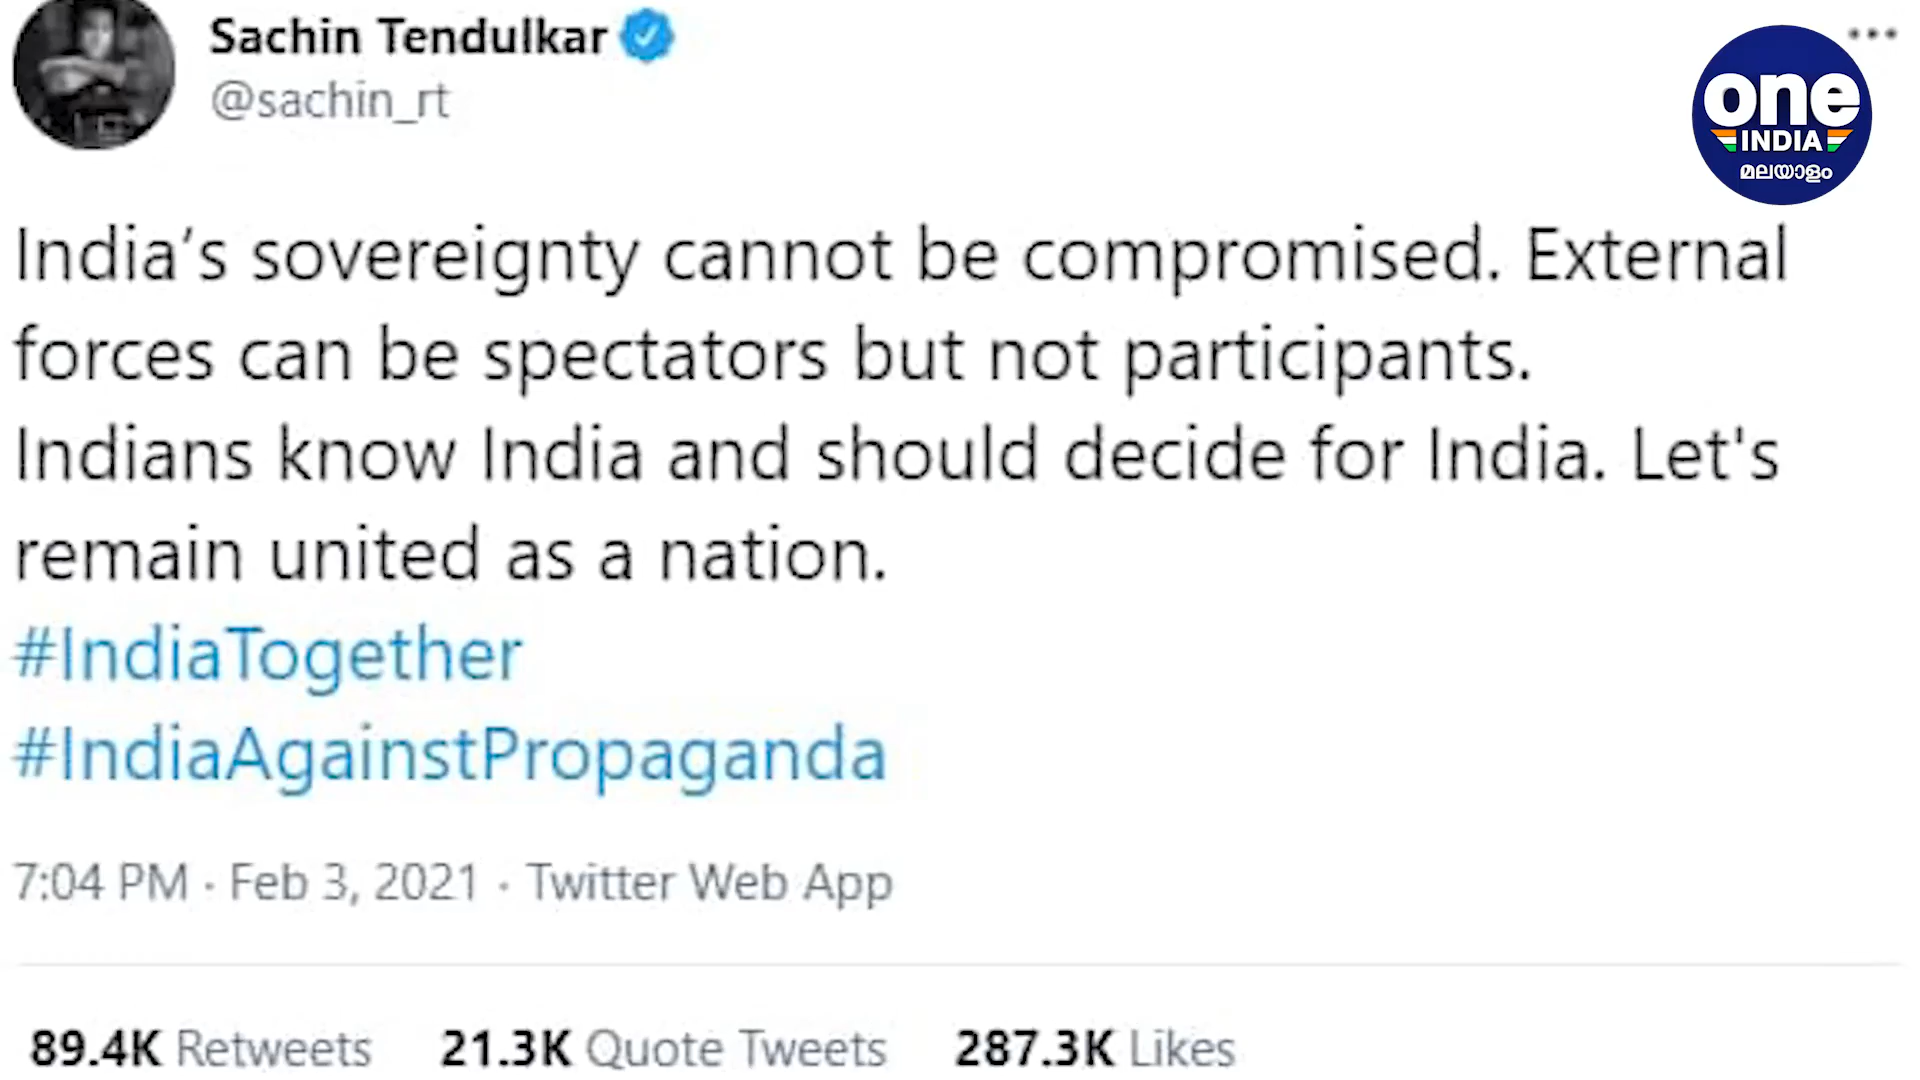 Sachin Tendulkar
@sachin_rt
one
INDIA
മലയാളം
India’s sovereignty cannot be compromised. External
forces can be spectators but not participants.
Indians know India and should decide for India. Let's
remain united as a nation.
#IndiaTogether
#IndiaAgainstPropaganda
7:04 PM · Feb 3, 2021 · Twitter Web App
89.4K Retweets 21.3K Quote Tweets 287.3K Likes